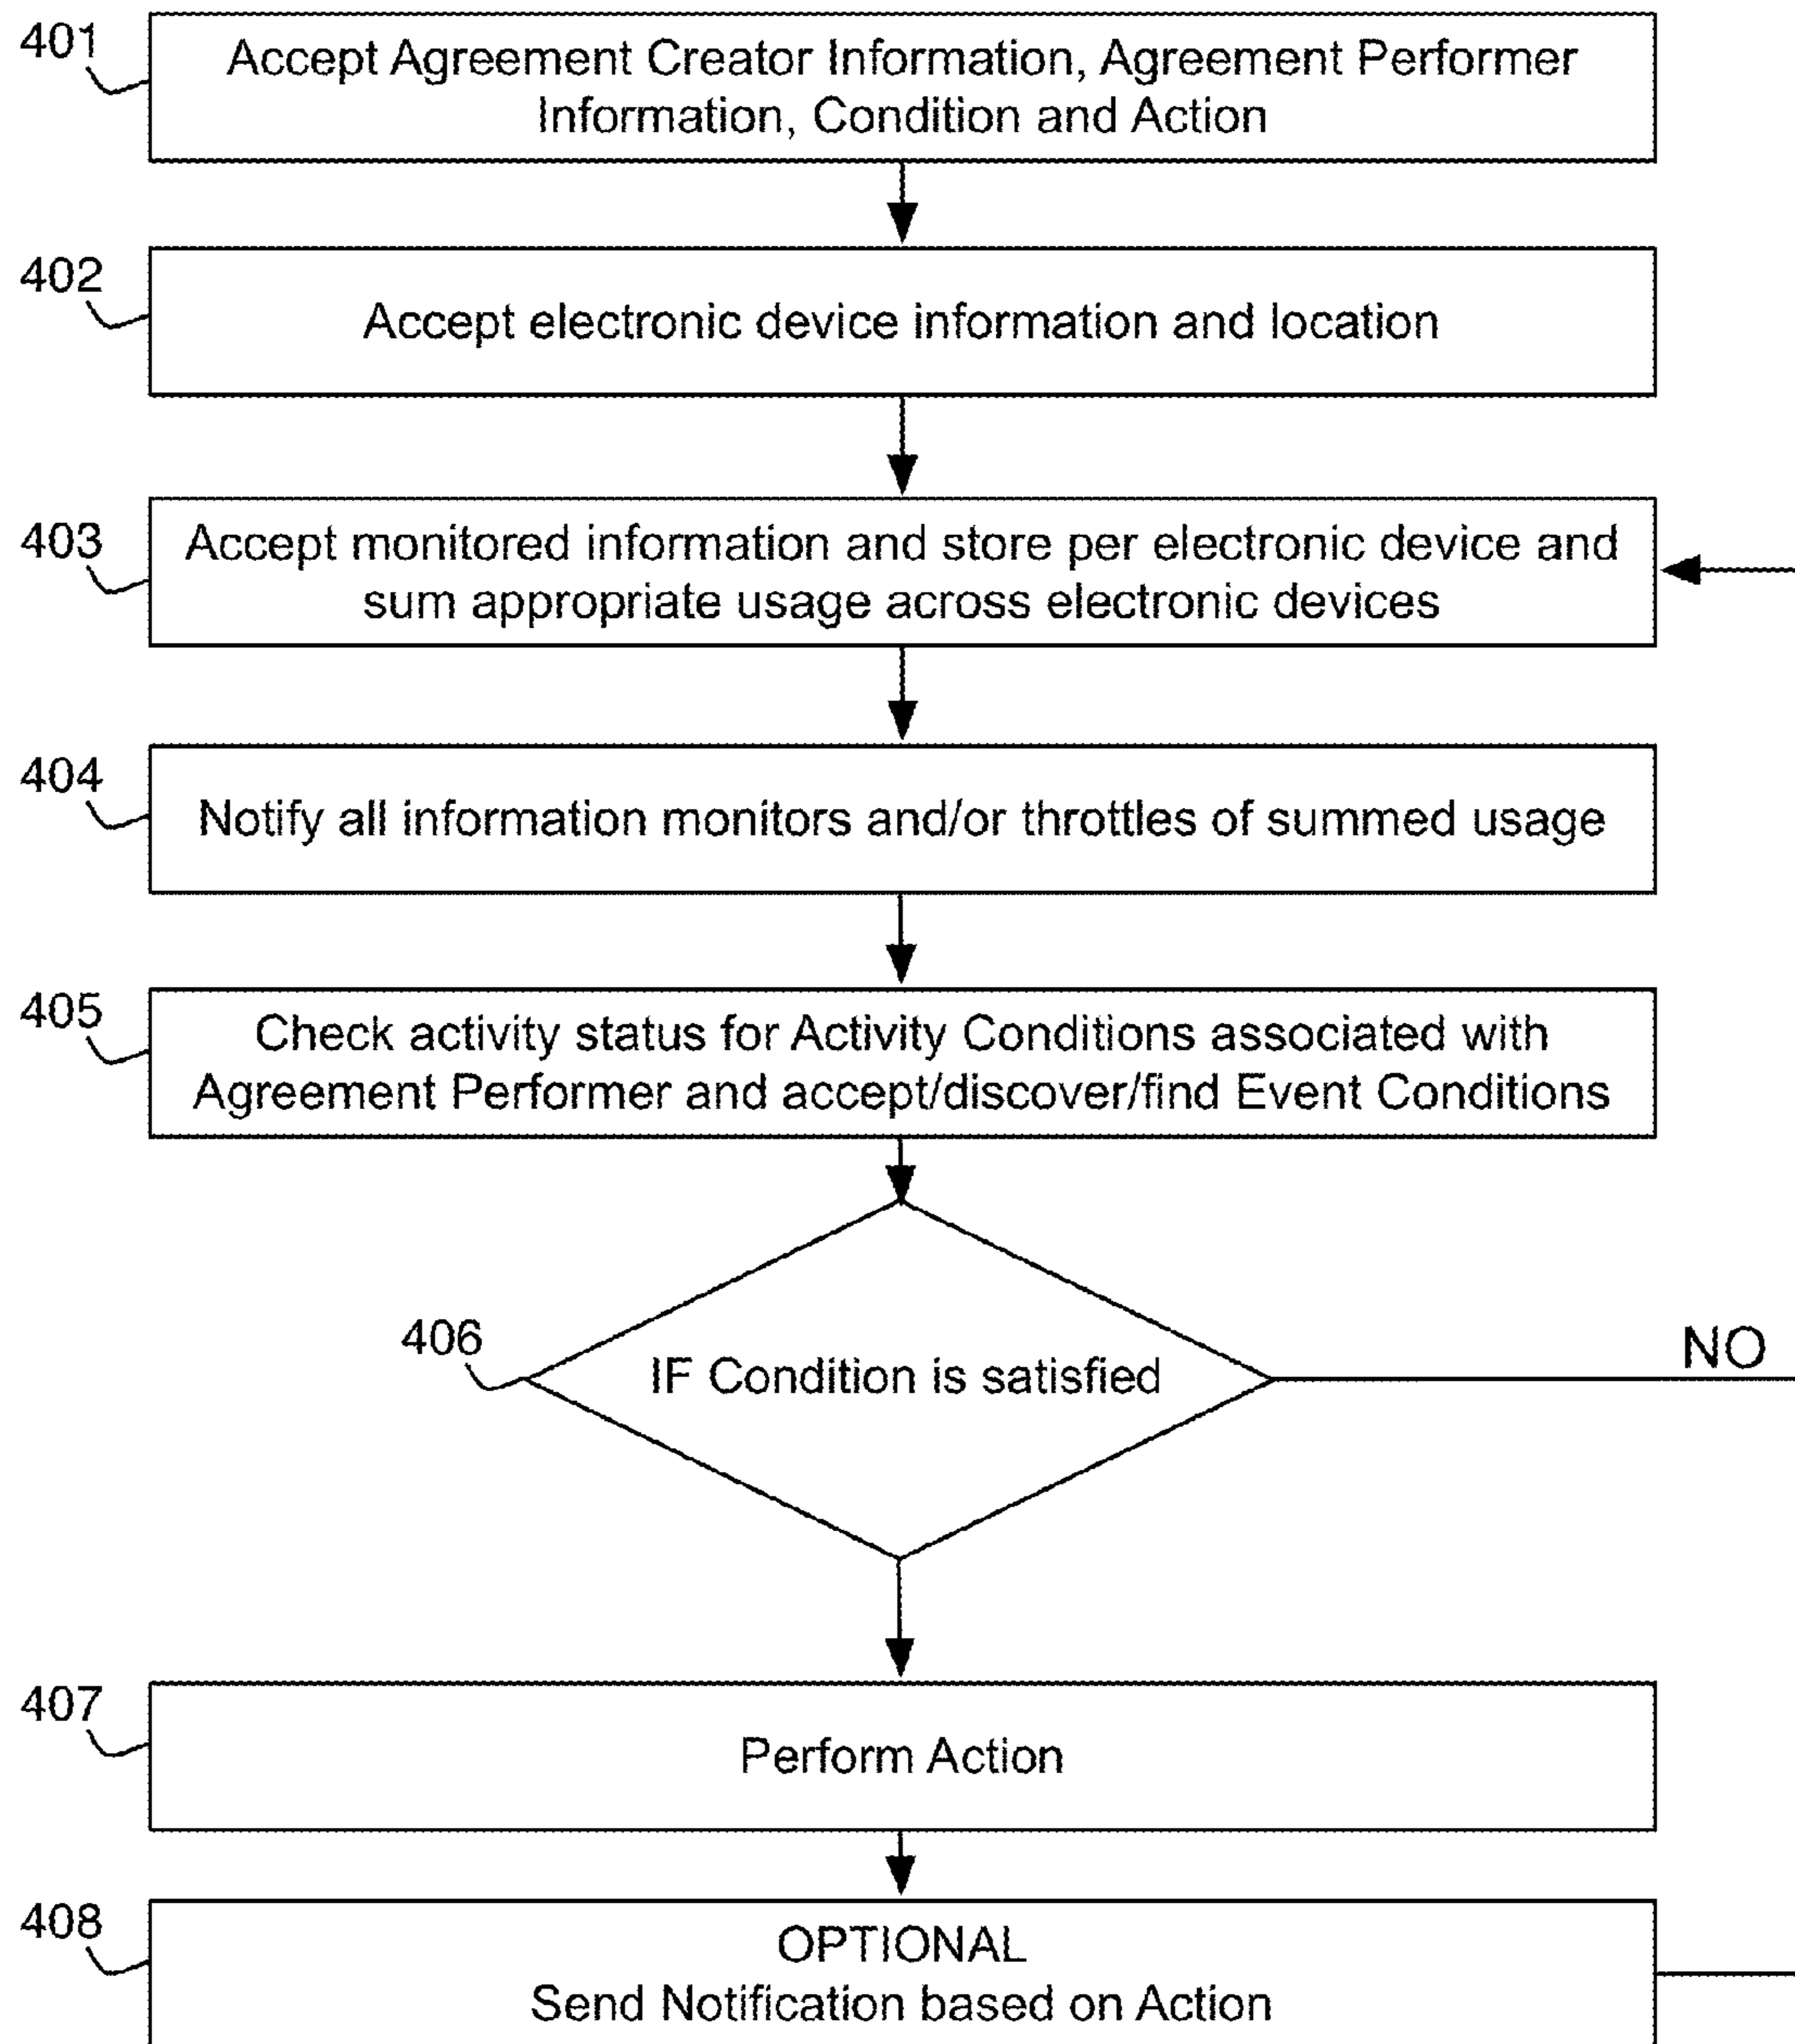 401
Accept Agreement Creator Information, Agreement Performer
Information, Condition and Action
402
Accept electronic device information and location
403
Accept monitored information and store per electronic device and
sum appropriate usage across electronic devices
404
Notify all information monitors and/or throttles of summed usage
405
Check activity status for Activity Conditions associated with
Agreement Performer and accept/discover/find Event Conditions
406
IF Condition is satisfied
NO
407
Perform Action
408
OPTIONAL
Send Notification based on Action